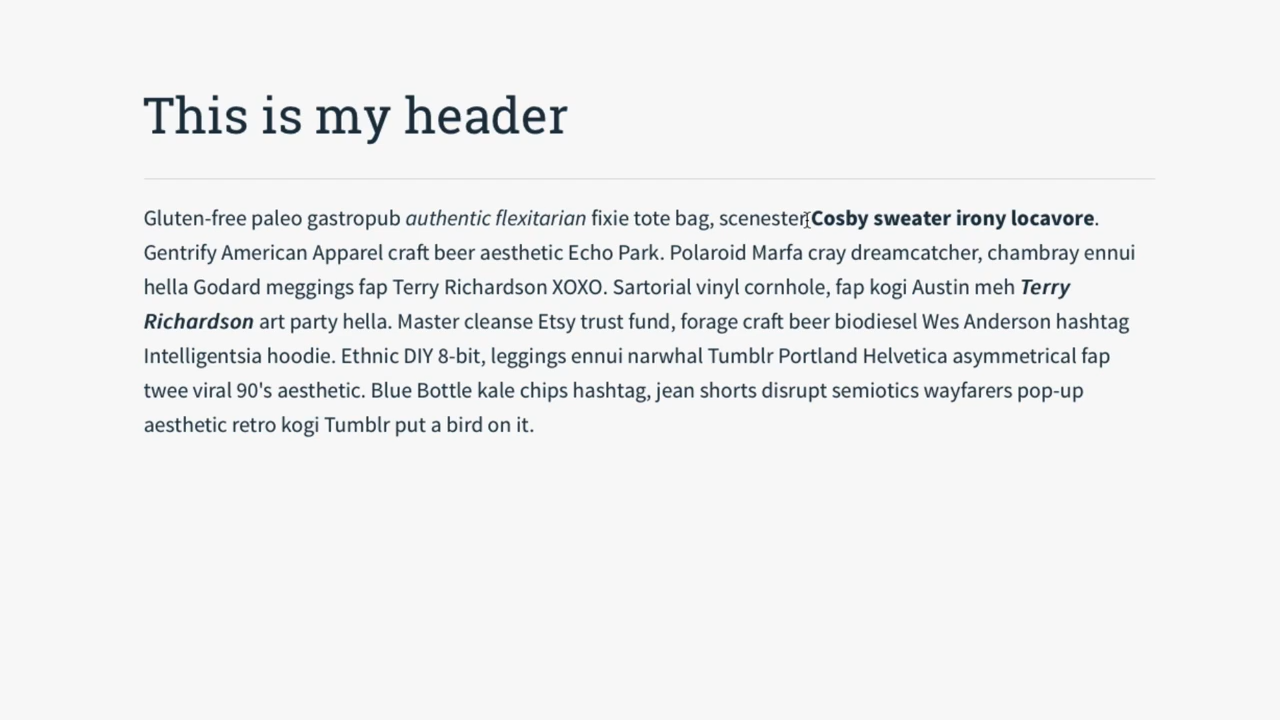 This is my header
Gluten-free paleo gastropub authentic flexitarian fixie tote bag, scenester Cosby sweater irony locavore.
Gentrify American Apparel craft beer aesthetic Echo Park. Polaroid Marfa cray dreamcatcher, chambray ennui
hella Godard meggings fap Terry Richardson XOXO. Sartorial vinyl cornhole, fap kogi Austin meh Terry
Richardson art party hella. Master cleanse Etsy trust fund, forage craft beer biodiesel Wes Anderson hashtag
Intelligentsia hoodie. Ethnic DIY 8-bit, leggings ennui narwhal Tumblr Portland Helvetica asymmetrical fap
twee viral 90's aesthetic. Blue Bottle kale chips hashtag, jean shorts disrupt semiotics wayfarers pop-up
aesthetic retro kogi Tumblr put a bird on it.